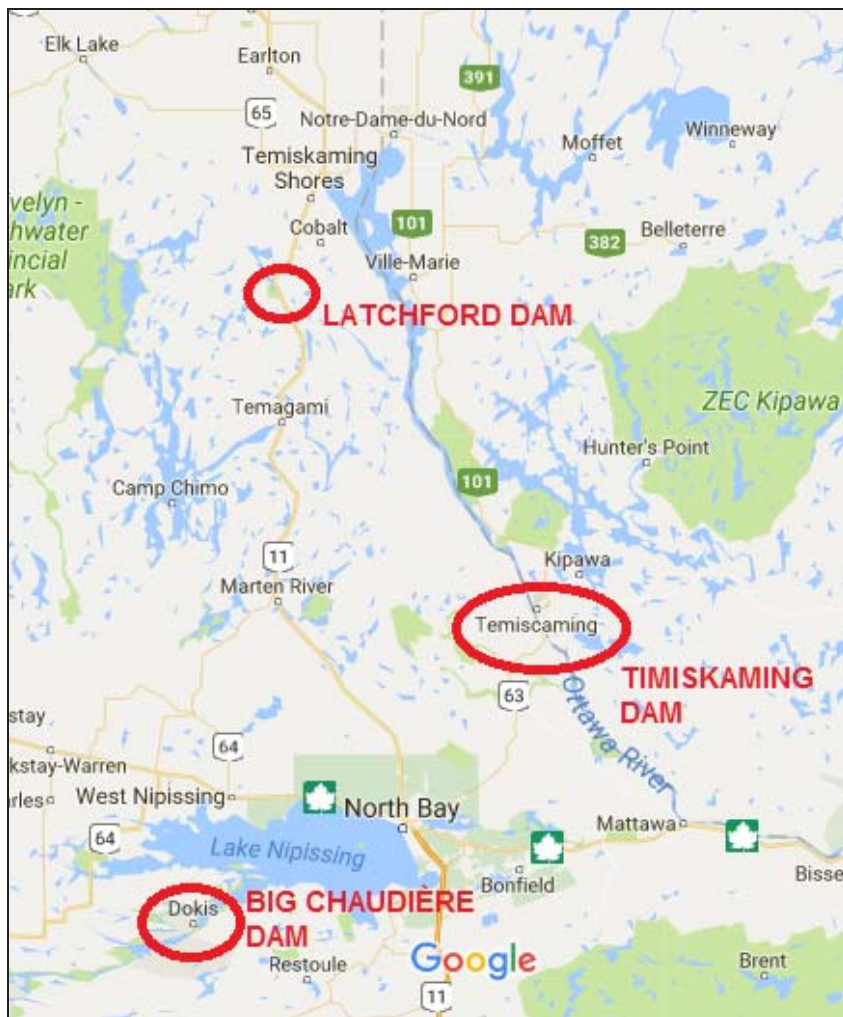 Elk Lake
Earlton
391
65
Notre-Dame-du-Nord
Moffet
Winneway
Temiskaming
Shores
velyn -
hwater
incial
ark
Cobalt
101
382
Belleterre
Ville-Marie
LATCHFORD DAM
Temagami
ZEC Kipawa
Hunter's Point
Camp Chimo
101
11
Kipawa
Marten River
Temiscaming
TIMISKAMING
DAM
63
Ottawa River
stay
64
kstay-Warren
rles
West Nipissing
North Bay
64
Mattawa
Lake Nipissing
Bonfield
Bisse
Dokis
BIG CHAUDIÈRE
DAM
Restoule
Google
Brent
11